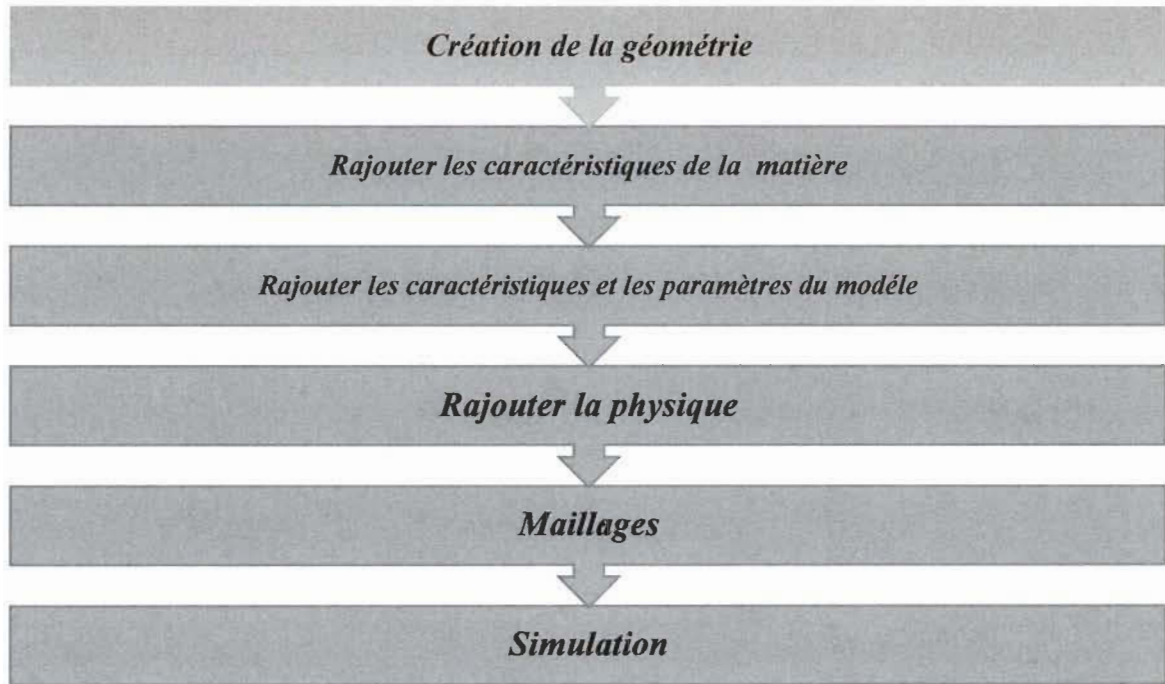 Création de la géométrie
Rajouter les caractéristiques de la matière
Rajouter les caractéristiques et les paramètres du modéle
Rajouter la physique
Maillages
Simulation